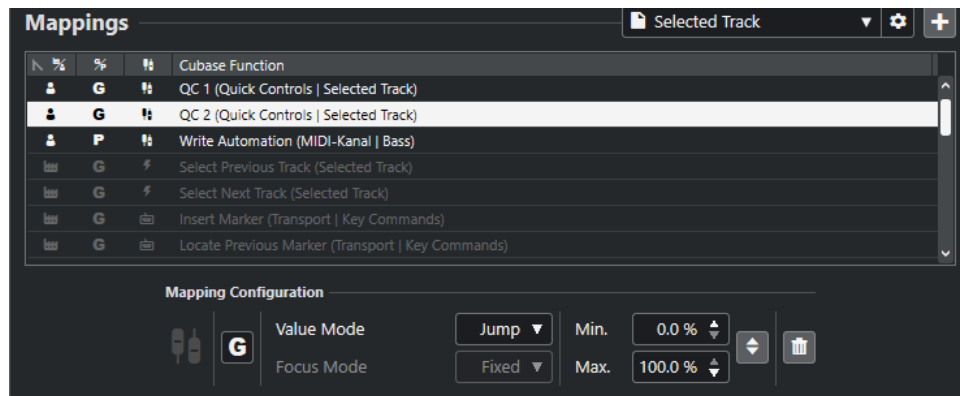 Mappings
Selected Track
Cubase Function
G QC 1 (Quick Controls | Selected Track)
G QC 2 (Quick Controls | Selected Track)
P Write Automation (MIDI-Kanal | Bass)
G Select Previous Track (Selected Track)
G Select Next Track (Selected Track)
G Insert Marker (Transport | Key Commands)
G Locate Previous Marker (Transport | Key Commands)
Mapping Configuration
G Value Mode Jump Min. 0.0 %
Focus Mode Fixed Max. 100.0 %